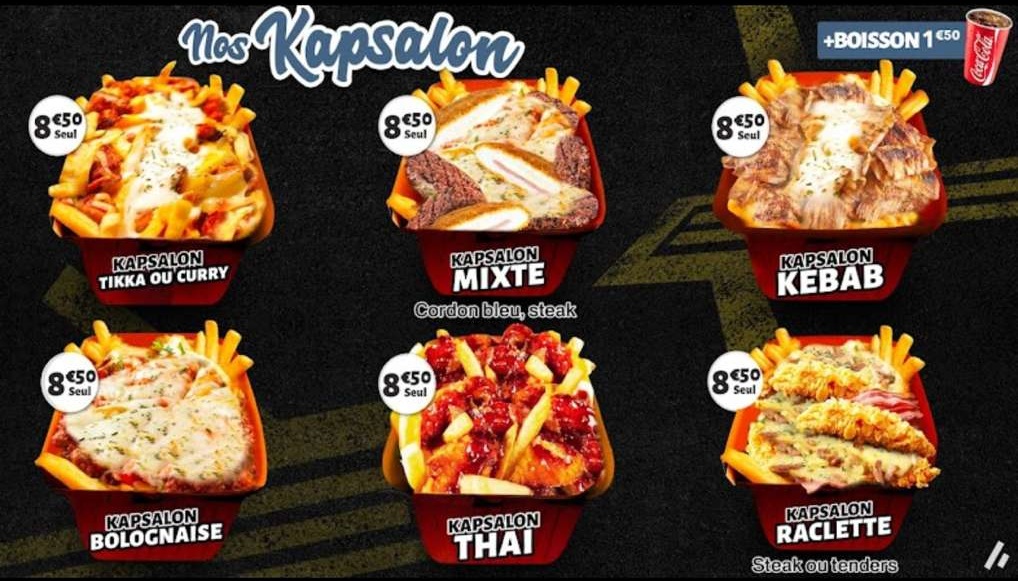 Nos Kapsalon
+BOISSON 1€50
Coca-Cola
8€50
Seul
KAPSALON
TIKKA OU CURRY
8€50
Seul
KAPSALON
MIXTE
Cordon bleu, steak
8€50
Seul
KAPSALON
KEBAB
8€50
Seul
KAPSALON
BOLOGNAISE
8€50
Seul
KAPSALON
THAI
8€50
Seul
KAPSALON
RACLETTE
Steak ou tenders